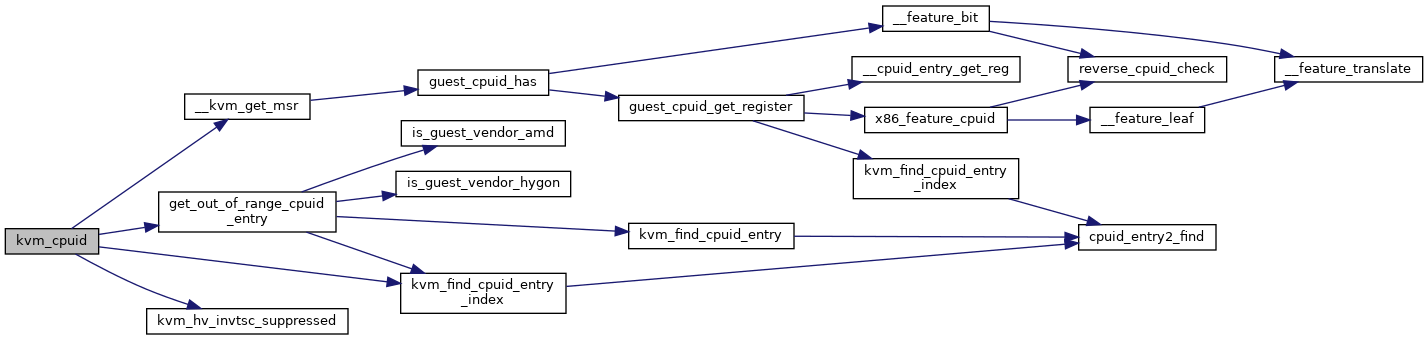 __feature_bit
reverse_cpuid_check
__feature_translate
__cpuid_entry_get_reg
guest_cpuid_has
__kvm_get_msr
guest_cpuid_get_register
x86_feature_cpuid
__feature_leaf
is_guest_vendor_amd
kvm_find_cpuid_entry
_index
is_guest_vendor_hygon
get_out_of_range_cpuid
_entry
kvm_find_cpuid_entry
cpuid_entry2_find
kvm_cpuid
kvm_find_cpuid_entry
_index
kvm_hv_invtsc_suppressed